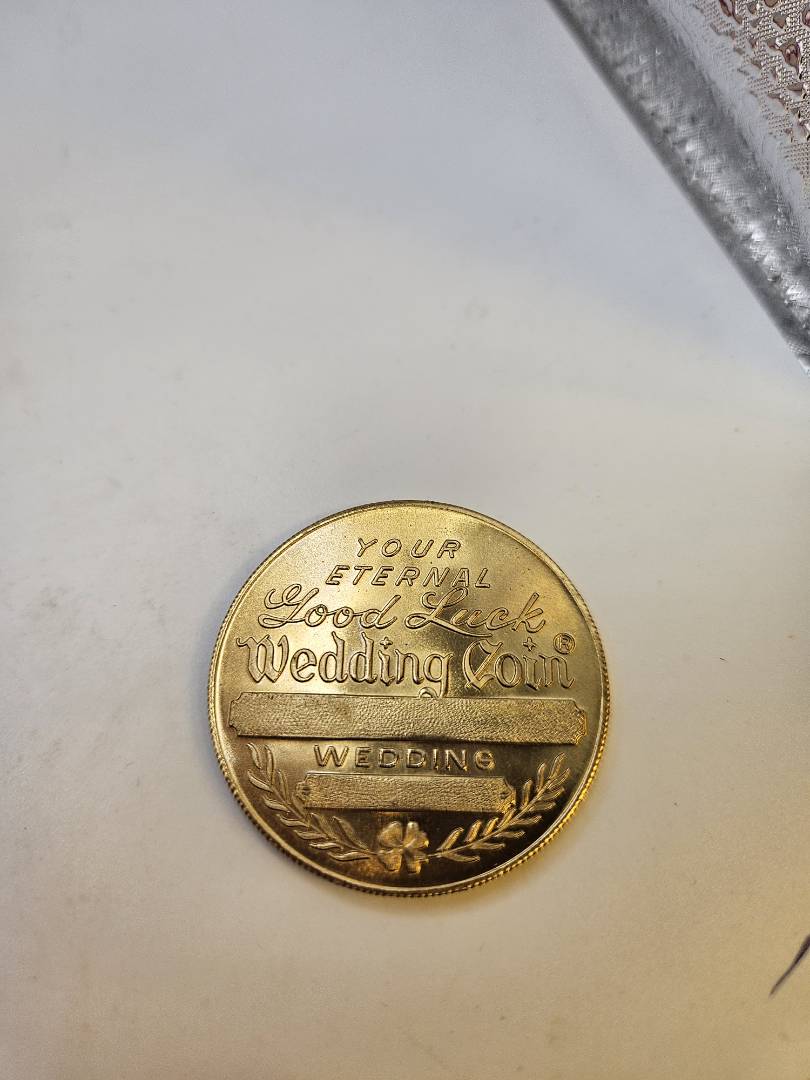 YOUR
ETERNAL
Good Luck
Wedding Coin ®
WEDDING